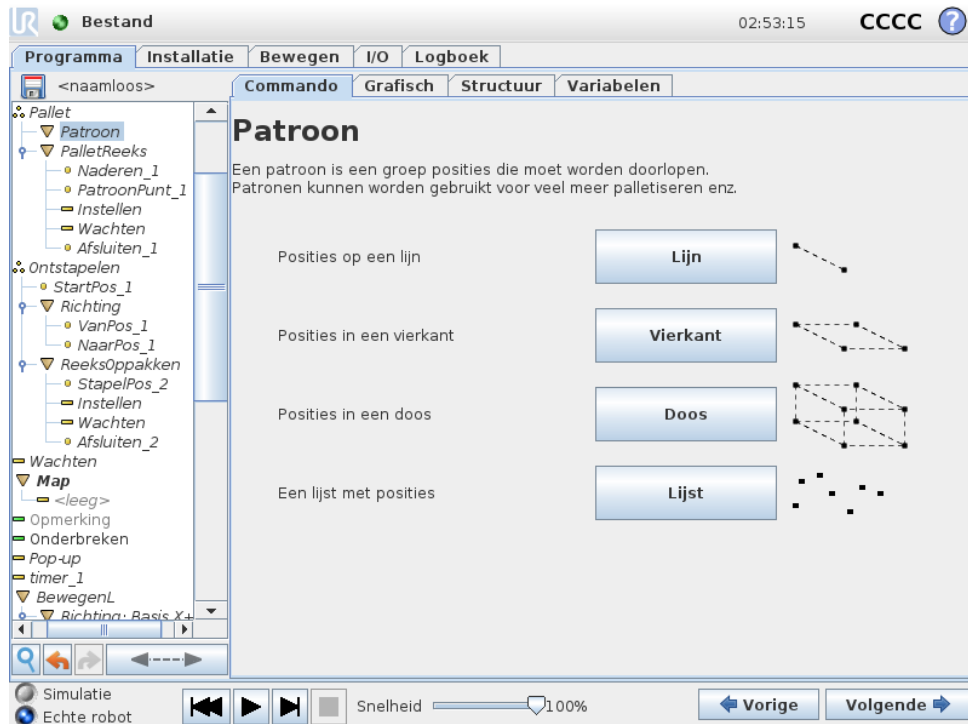 UR Bestand 02:53:15 CCCC ?
Programma Installatie Bewegen I/O Logboek
<naamloos>
Commando Grafisch Structuur Variabelen
Pallet
Patroon
PalletReeks
Naderen_1
PatroonPunt_1
Instellen
Wachten
Afsluiten_1
Ontstapelen
StartPos_1
Richting
VanPos_1
NaarPos_1
ReeksOppakken
StapelPos_2
Instellen
Wachten
Afsluiten_2
Wachten
Map
<leeg>
Opmerking
Onderbreken
Pop-up
timer_1
BewegenL
Richting: Basis X+
Patroon
Een patroon is een groep posities die moet worden doorlopen.
Patronen kunnen worden gebruikt voor veel meer palletiseren enz.
Posities op een lijn Lijn
Posities in een vierkant Vierkant
Posities in een doos Doos
Een lijst met posities Lijst
Simulatie
Echte robot
Snelheid 100%
Vorige Volgende